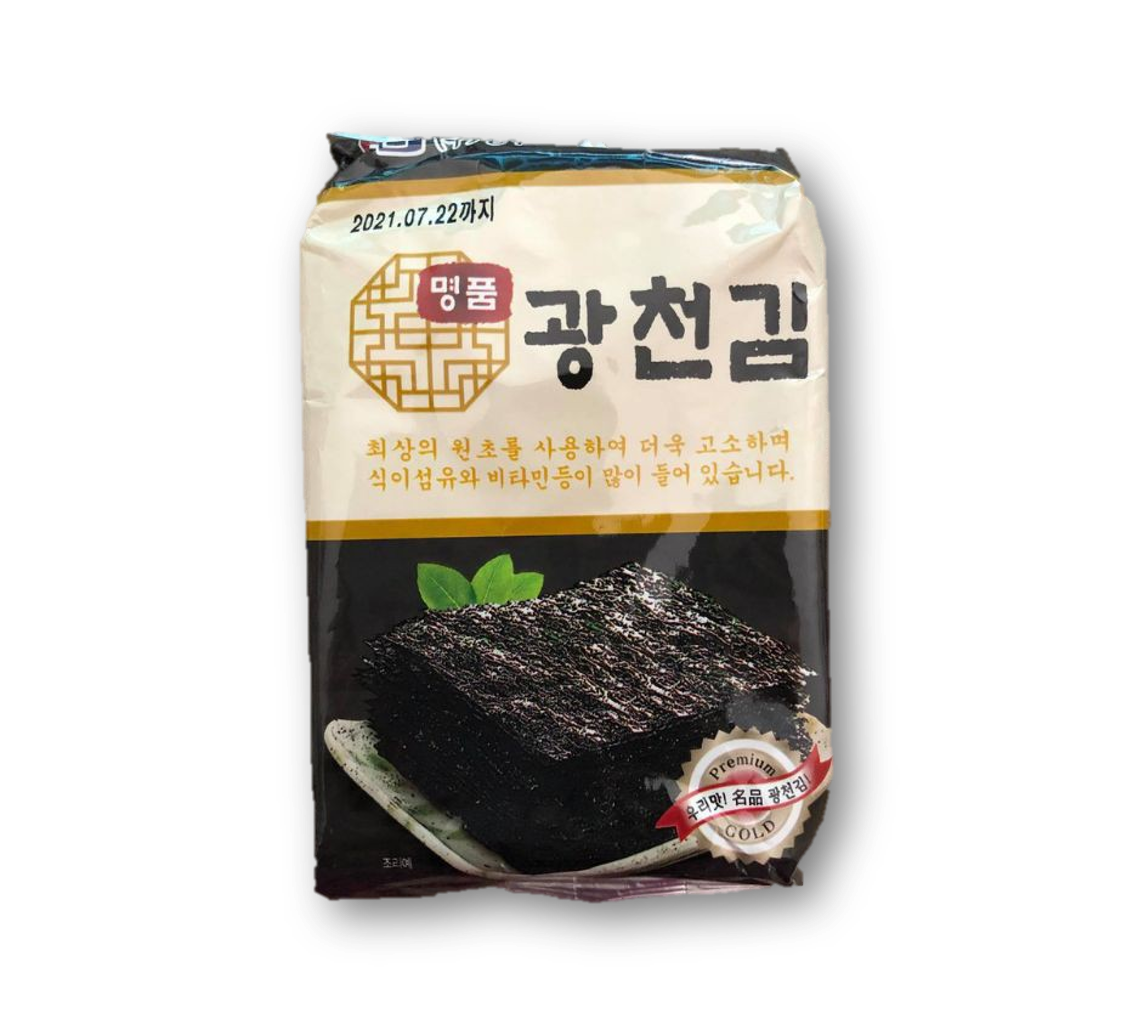 2021.07.22까지
명품
광천김
최상의 원초를 사용하여 더욱 고소하며
식이섬유와 비타민등이 많이 들어 있습니다.
Premium
우리맛! 名品 광천김!
GOLD
조리예